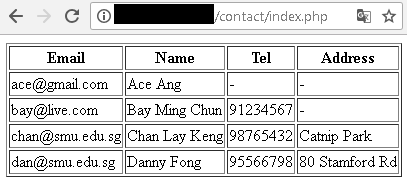 /contact/index.php
Email Name Tel Address
ace@gmail.com Ace Ang - -
bay@live.com Bay Ming Chun 91234567 -
chan@smu.edu.sg Chan Lay Keng 98765432 Catnip Park
dan@smu.edu.sg Danny Fong 95566798 80 Stamford Rd